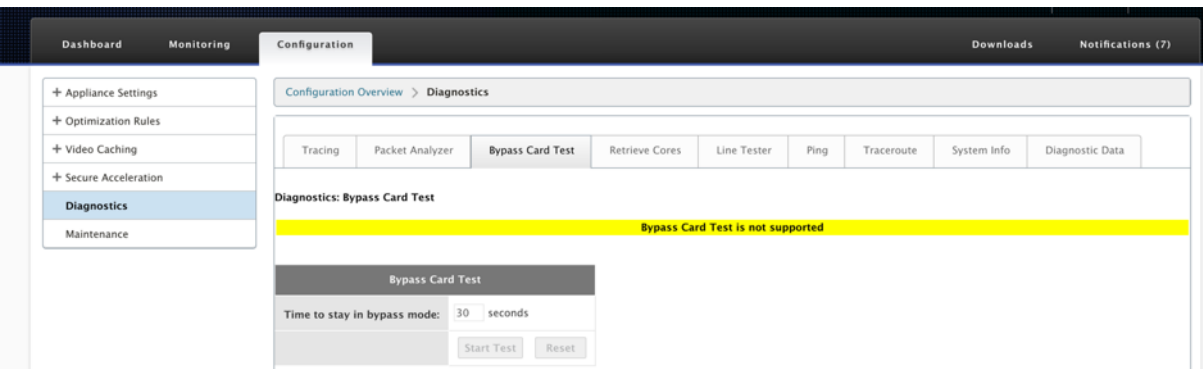 Dashboard Monitoring Configuration Downloads Notifications (7)
+ Appliance Settings
+ Optimization Rules
+ Video Caching
+ Secure Acceleration
Diagnostics
Maintenance
Configuration Overview > Diagnostics
Tracing Packet Analyzer Bypass Card Test Retrieve Cores Line Tester Ping Traceroute System Info Diagnostic Data
Diagnostics: Bypass Card Test
Bypass Card Test is not supported
Bypass Card Test
Time to stay in bypass mode: 30 seconds
Start Test Reset